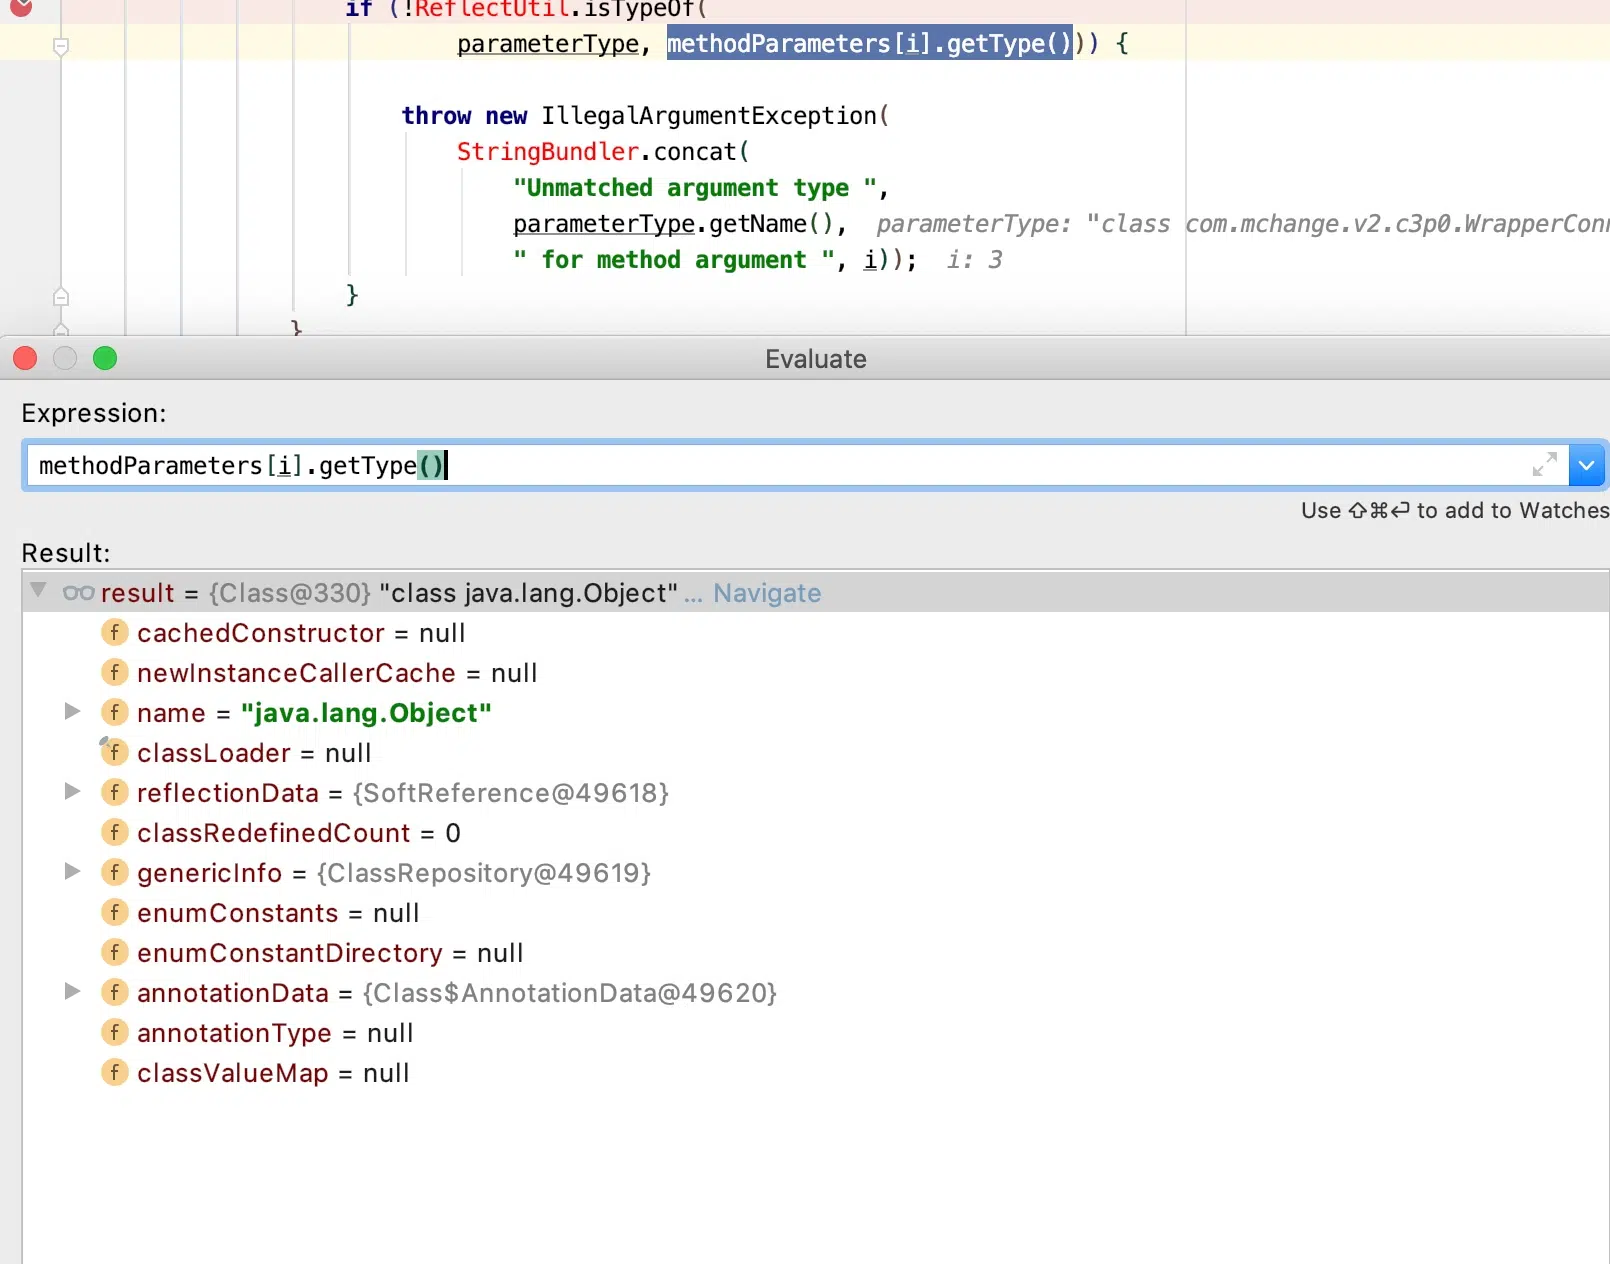 if (!ReflectUtil.isTypeOf(
parameterType, methodParameters[i].getType())) {
throw new IllegalArgumentException(
StringBundler.concat(
"Unmatched argument type ",
parameterType.getName(), parameterType: "class com.mchange.v2.c3p0.WrapperConn
" for method argument ", i)); i: 3
}
}
Evaluate
Expression:
methodParameters[i].getType()
Use ⇧⌘⏎ to add to Watches
Result:
result = {Class@330} "class java.lang.Object" ... Navigate
f cachedConstructor = null
f newInstanceCallerCache = null
f name = "java.lang.Object"
f classLoader = null
f reflectionData = {SoftReference@49618}
f classRedefinedCount = 0
f genericInfo = {ClassRepository@49619}
f enumConstants = null
f enumConstantDirectory = null
f annotationData = {Class$AnnotationData@49620}
f annotationType = null
f classValueMap = null